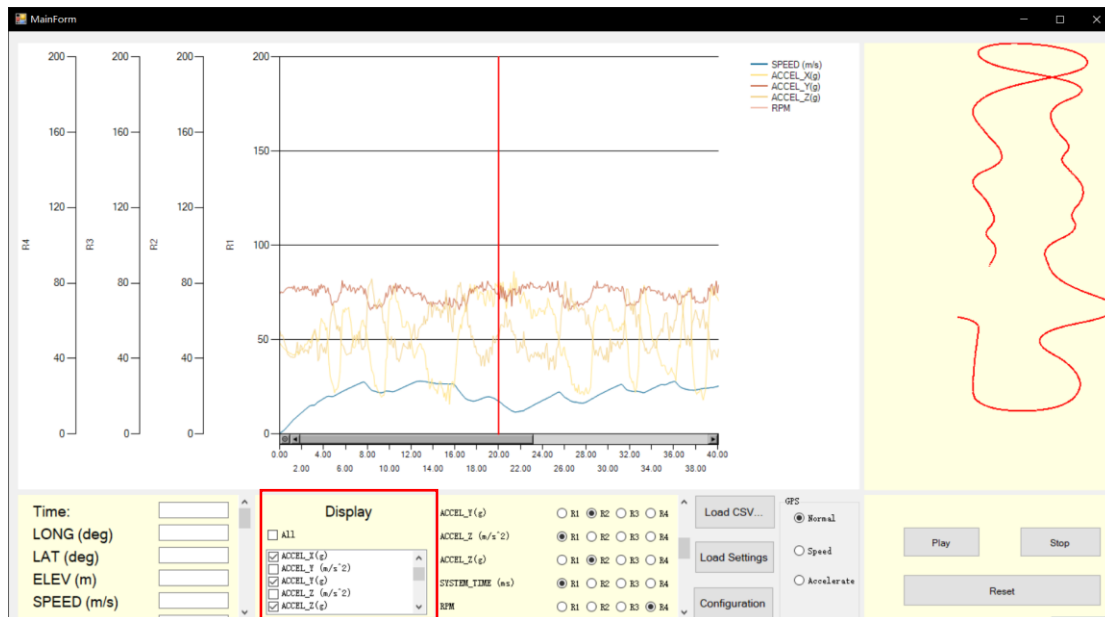 MainForm
200 200 200 200
SPEED (m/s)
ACCEL_X(g)
ACCEL_Y(g)
ACCEL_Z(g)
RPM
160 160 160
150
120 120 120
R4 R3 R2 R1
100
80 80 80
50
40 40 40
0 0 0 0
0.00 4.00 8.00 12.00 16.00 20.00 24.00 28.00 32.00 36.00 40.00
2.00 6.00 10.00 14.00 18.00 22.00 26.00 30.00 34.00 38.00
Time:
LONG (deg)
LAT (deg)
ELEV (m)
SPEED (m/s)
Display
All
ACCEL_X(g)
ACCEL_Y (m/s^2)
ACCEL_Y(g)
ACCEL_Z (m/s^2)
ACCEL_Z(g)
ACCEL_Y(g) R1 R2 R3 R4
ACCEL_Z (m/s^2) R1 R2 R3 R4
ACCEL_Z(g) R1 R2 R3 R4
SYSTEM_TIME (ms) R1 R2 R3 R4
RPM R1 R2 R3 R4
Load CSV...
Load Settings
Configuration
GPS
Normal
Speed
Accelerate
Play Stop
Reset